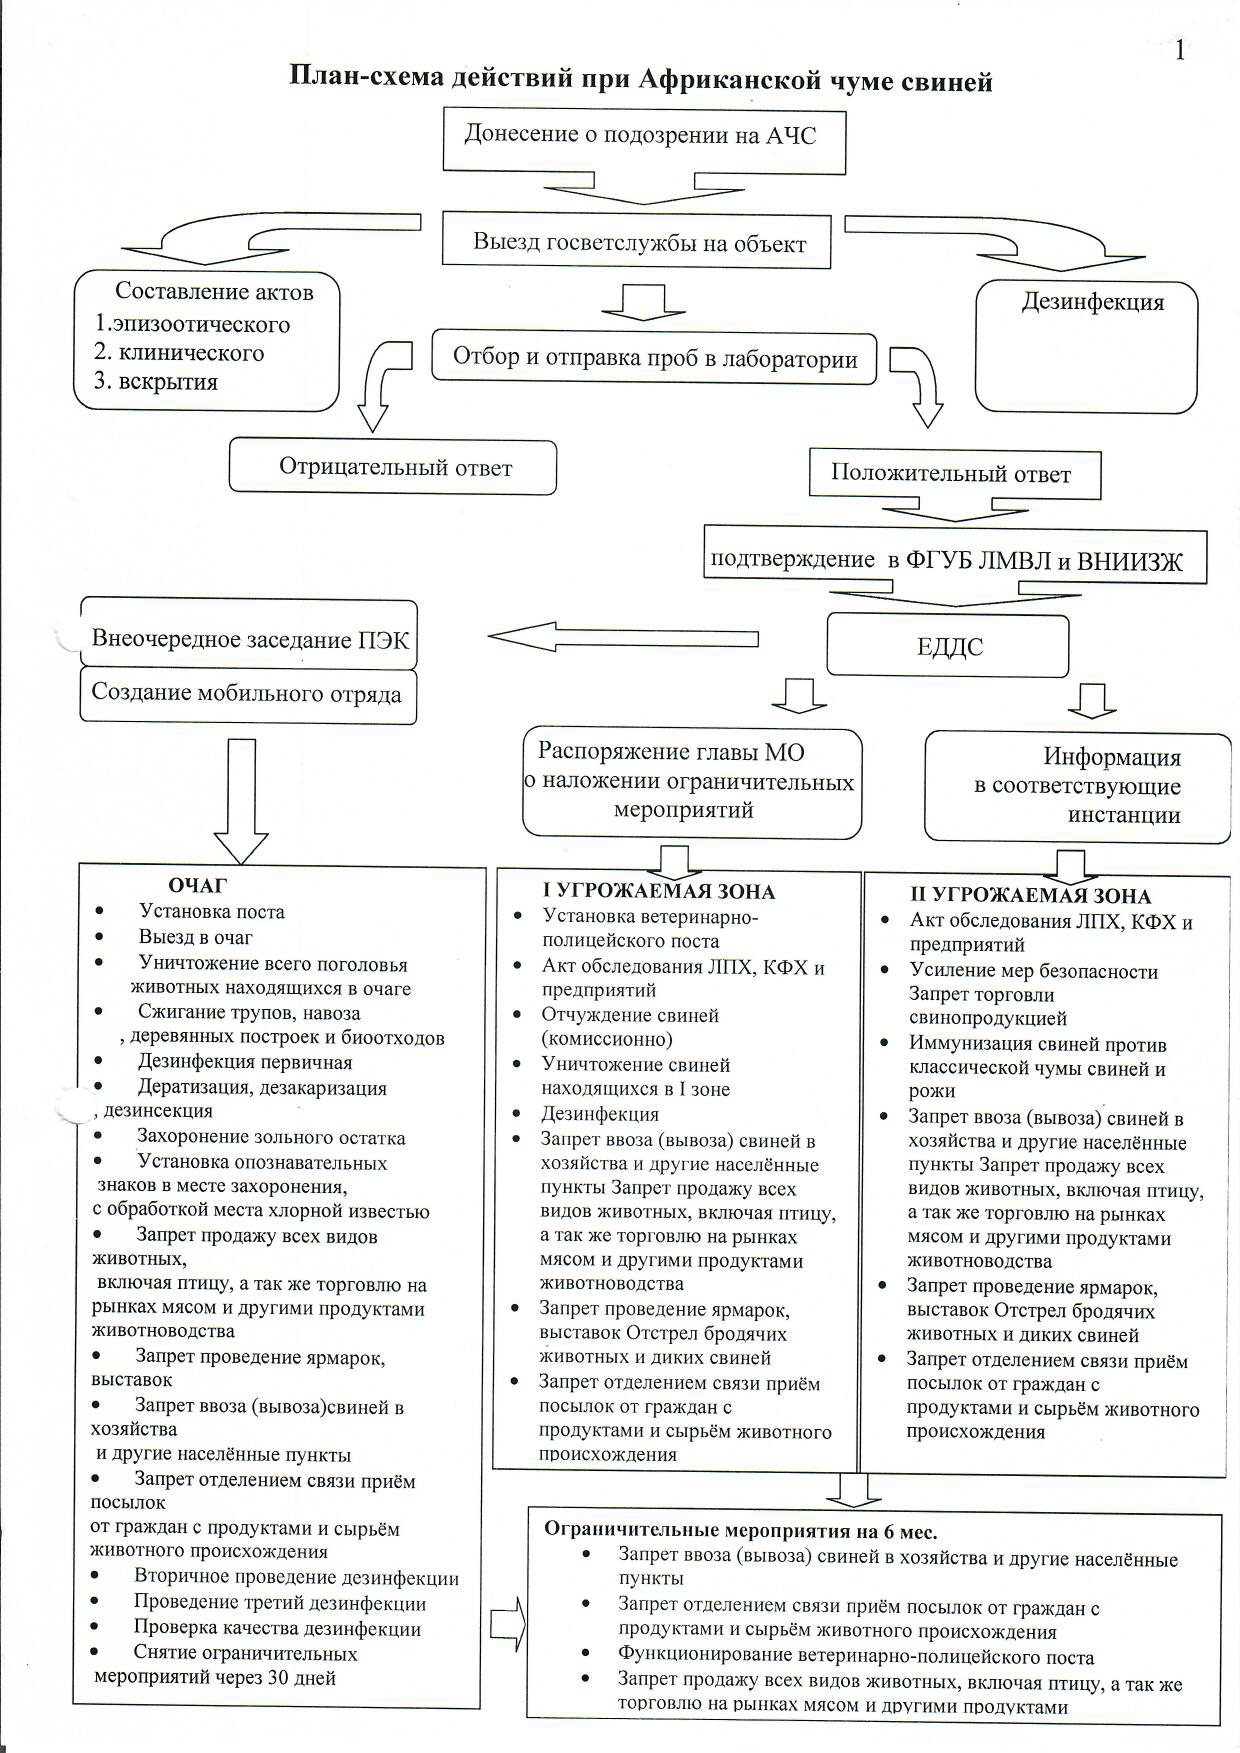 1
План-схема действий при Африканской чуме свиней
Донесение о подозрении на АЧС
Выезд госветслужбы на объект
Составление актов
1.эпизоотического
2. клинического
3. вскрытия
Дезинфекция
Отбор и отправка проб в лаборатории
Отрицательный ответ
Положительный ответ
подтверждение в ФГУБ ЛМВЛ и ВНИИЗЖ
Внеочередное заседание ПЭК
Создание мобильного отряда
ЕДДС
Распоряжение главы МО
о наложении ограничительных
мероприятий
Информация
в соответствующие
инстанции
ОЧАГ
• Установка поста
• Выезд в очаг
• Уничтожение всего поголовья
животных находящихся в очаге
• Сжигание трупов, навоза
, деревянных построек и биоотходов
• Дезинфекция первичная
• Дератизация, дезакаризация
, дезинсекция
• Захоронение зольного остатка
• Установка опознавательных
знаков в месте захоронения,
с обработкой места хлорной известью
• Запрет продажу всех видов
животных,
включая птицу, а так же торговлю на
рынках мясом и другими продуктами
животноводства
• Запрет проведение ярмарок,
выставок
• Запрет ввоза (вывоза)свиней в
хозяйства
и другие населённые пункты
• Запрет отделением связи приём
посылок
от граждан с продуктами и сырьём
животного происхождения
• Вторичное проведение дезинфекции
• Проведение третий дезинфекции
• Проверка качества дезинфекции
• Снятие ограничительных
мероприятий через 30 дней
I УГРОЖАЕМАЯ ЗОНА
• Установка ветеринарно-
полицейского поста
• Акт обследования ЛПХ, КФХ и
предприятий
• Отчуждение свиней
(комиссионно)
• Уничтожение свиней
находящихся в I зоне
• Дезинфекция
• Запрет ввоза (вывоза) свиней в
хозяйства и другие населённые
пункты Запрет продажу всех
видов животных, включая птицу,
а так же торговлю на рынках
мясом и другими продуктами
животноводства
• Запрет проведение ярмарок,
выставок Отстрел бродячих
животных и диких свиней
• Запрет отделением связи приём
посылок от граждан с
продуктами и сырьём животного
происхождения
II УГРОЖАЕМАЯ ЗОНА
• Акт обследования ЛПХ, КФХ и
предприятий
• Усиление мер безопасности
Запрет торговли
свинопродукцией
• Иммунизация свиней против
классической чумы свиней и
рожи
• Запрет ввоза (вывоза) свиней в
хозяйства и другие населённые
пункты Запрет продажу всех
видов животных, включая птицу,
а так же торговлю на рынках
мясом и другими продуктами
животноводства
• Запрет проведение ярмарок,
выставок Отстрел бродячих
животных и диких свиней
• Запрет отделением связи приём
посылок от граждан с
продуктами и сырьём животного
происхождения
Ограничительные мероприятия на 6 мес.
• Запрет ввоза (вывоза) свиней в хозяйства и другие населённые
пункты
• Запрет отделением связи приём посылок от граждан с
продуктами и сырьём животного происхождения
• Функционирование ветеринарно-полицейского поста
• Запрет продажу всех видов животных, включая птицу, а так же
торговлю на рынках мясом и другими продуктами